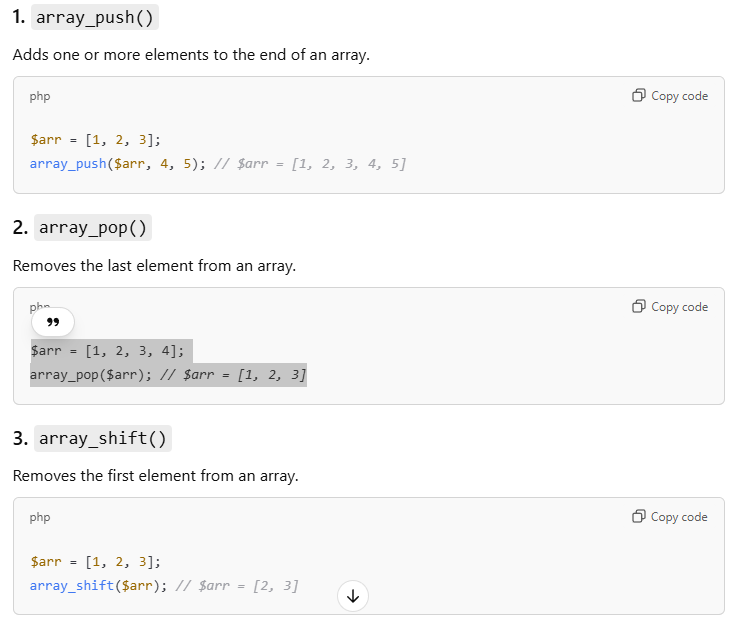 1. array_push()
Adds one or more elements to the end of an array.
php
Copy code
$arr = [1, 2, 3];
array_push($arr, 4, 5); // $arr = [1, 2, 3, 4, 5]
2. array_pop()
Removes the last element from an array.
php
Copy code
$arr = [1, 2, 3, 4];
array_pop($arr); // $arr = [1, 2, 3]
3. array_shift()
Removes the first element from an array.
php
Copy code
$arr = [1, 2, 3];
array_shift($arr); // $arr = [2, 3]